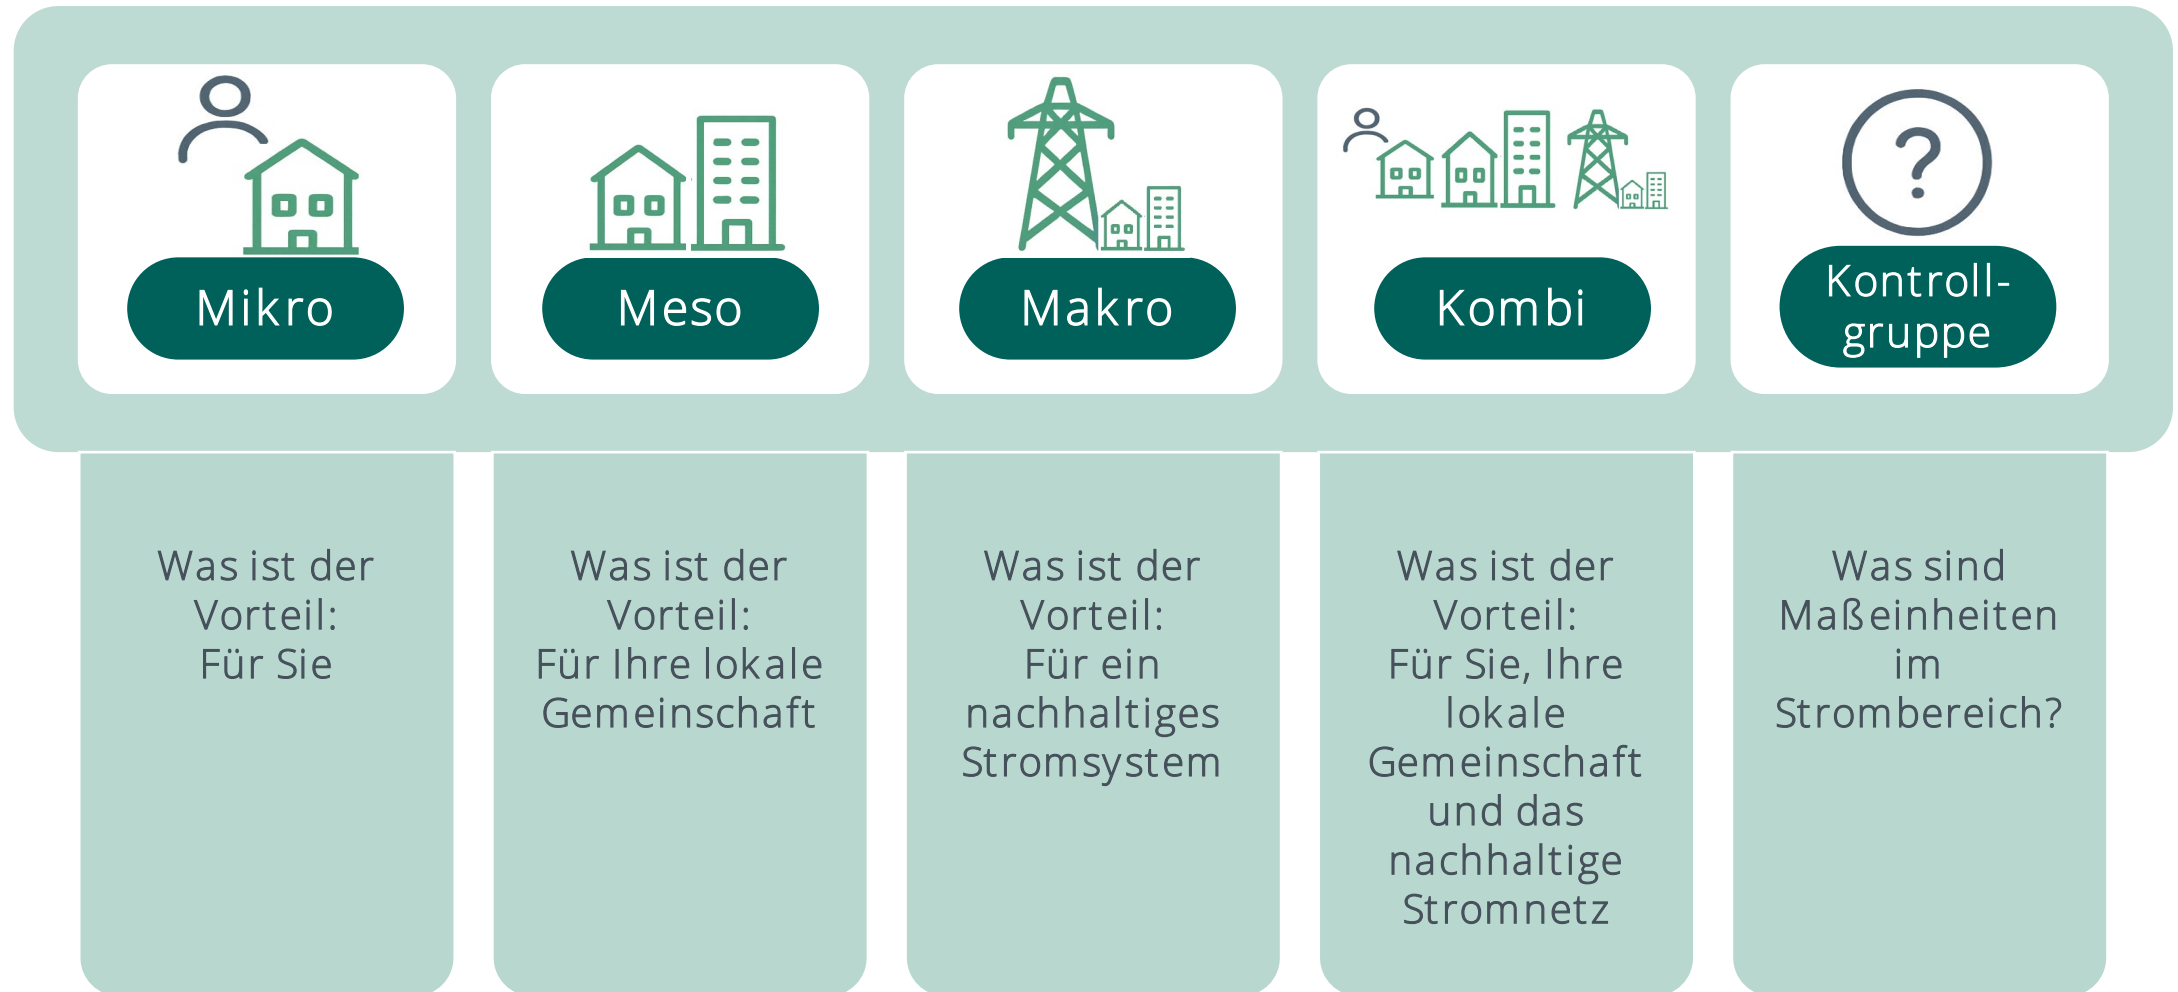 Mikro
Meso
Makro
Kombi
Kontroll-
gruppe
Was ist der
Vorteil:
Für Sie
Was ist der
Vorteil:
Für Ihre lokale
Gemeinschaft
Was ist der
Vorteil:
Für ein
nachhaltiges
Stromsystem
Was ist der
Vorteil:
Für Sie, Ihre
lokale
Gemeinschaft
und das
nachhaltige
Stromnetz
Was sind
Maßeinheiten
im
Strombereich?